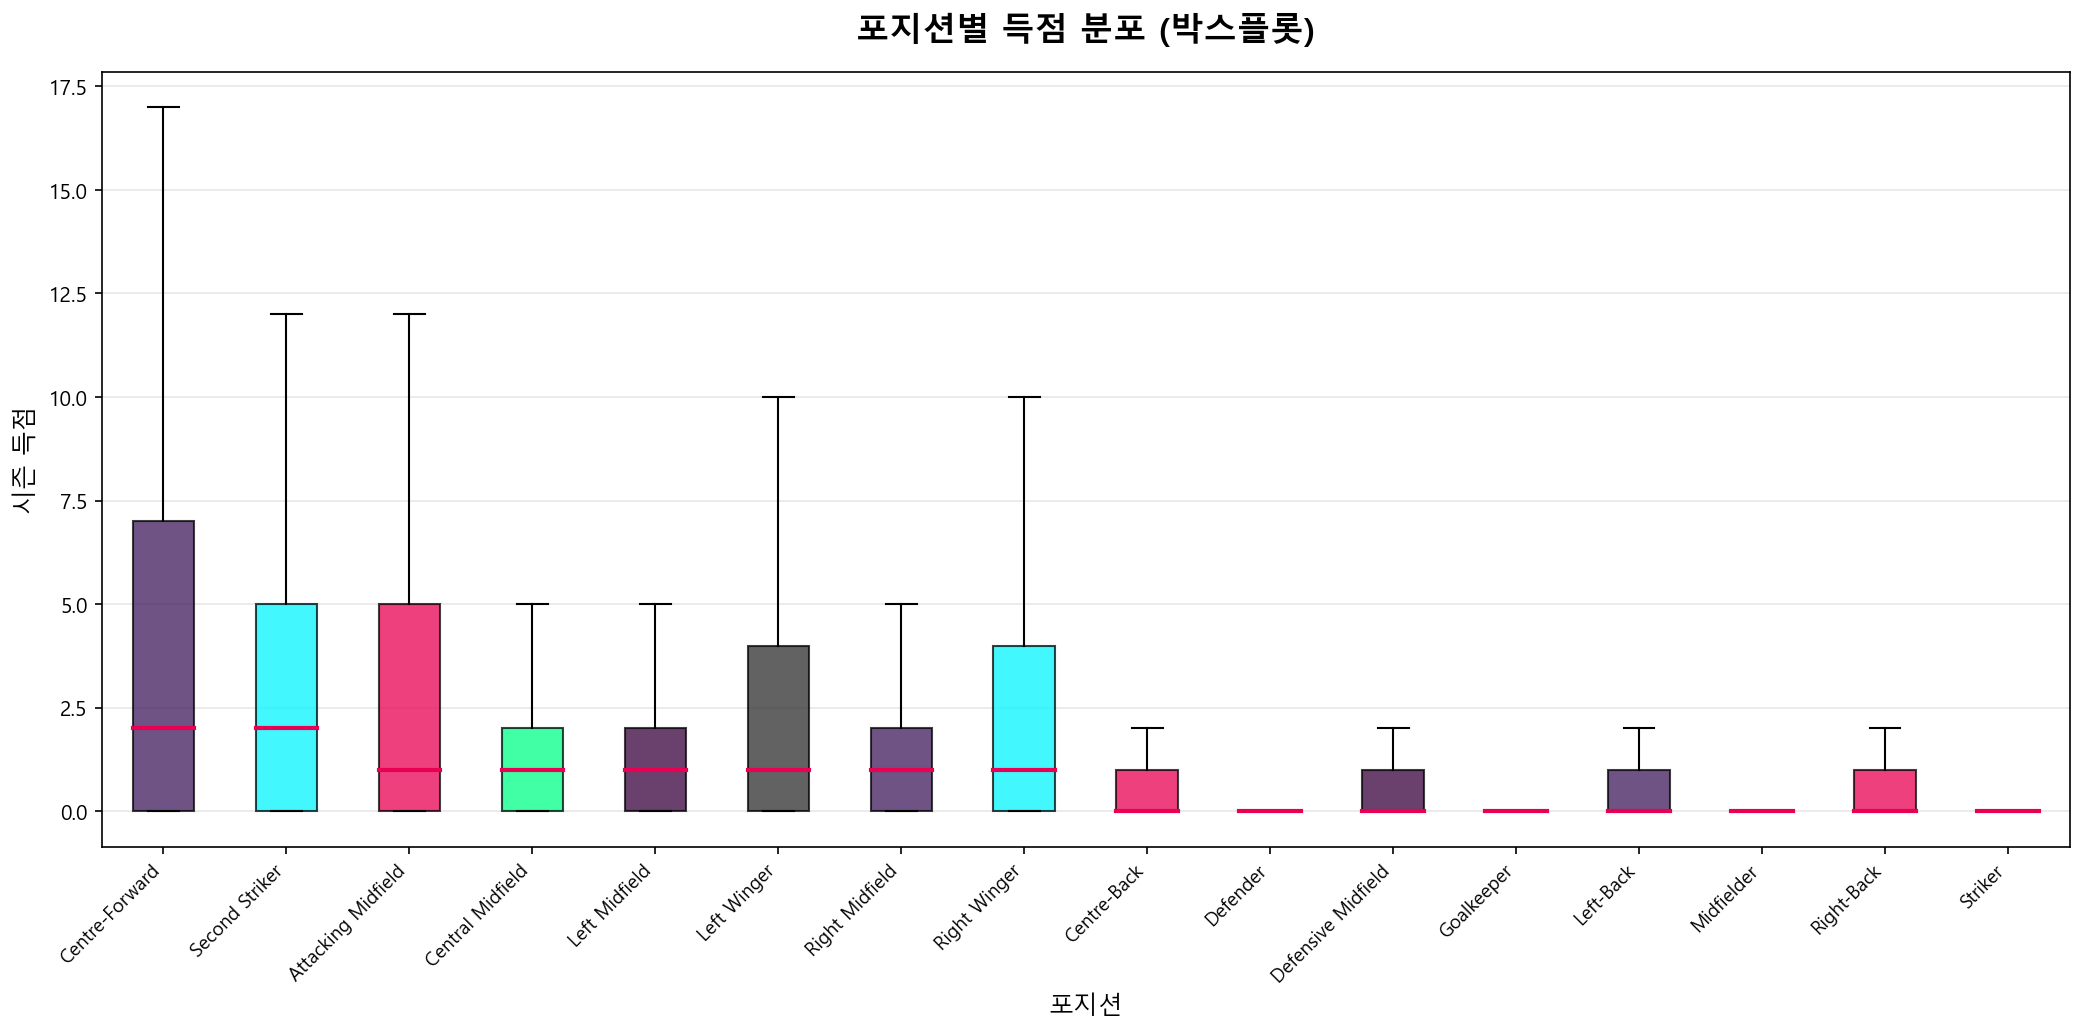 포지션별 득점 분포 (박스플롯)
시즌 득점
17.5
15.0
12.5
10.0
7.5
5.0
2.5
0.0
Centre-Forward
Second Striker
Attacking Midfield
Central Midfield
Left Midfield
Left Winger
Right Midfield
Right Winger
Centre-Back
Defender
Defensive Midfield
Goalkeeper
Left-Back
Midfielder
Right-Back
Striker
포지션